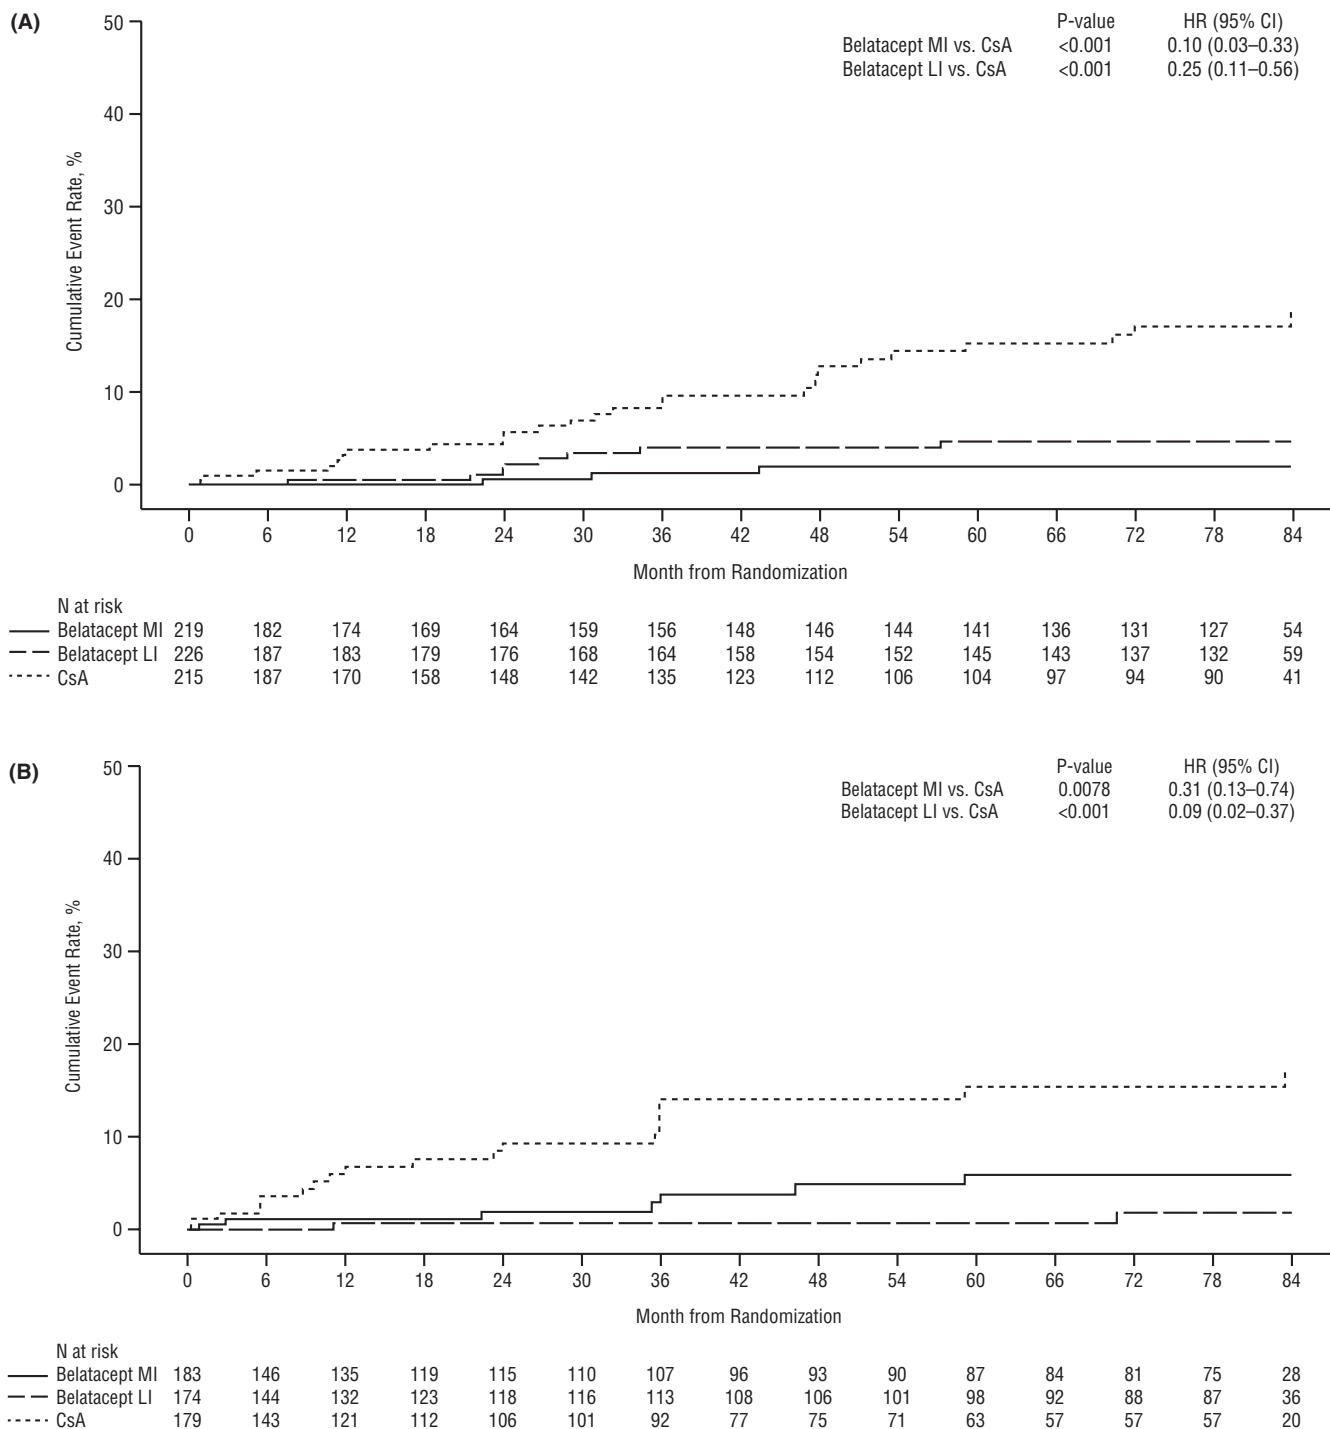 (A)
P-value HR (95% CI)
Belatacept MI vs. CsA <0.001 0.10 (0.03–0.33)
Belatacept LI vs. CsA <0.001 0.25 (0.11–0.56)
50
40
30
20
10
0
Cumulative Event Rate, %
0 6 12 18 24 30 36 42 48 54 60 66 72 78 84
Month from Randomization
N at risk
Belatacept MI 219 182 174 169 164 159 156 148 146 144 141 136 131 127 54
Belatacept LI 226 187 183 179 176 168 164 158 154 152 145 143 137 132 59
CsA 215 187 170 158 148 142 135 123 112 106 104 97 94 90 41
(B)
P-value HR (95% CI)
Belatacept MI vs. CsA 0.0078 0.31 (0.13–0.74)
Belatacept LI vs. CsA <0.001 0.09 (0.02–0.37)
50
40
30
20
10
0
Cumulative Event Rate, %
0 6 12 18 24 30 36 42 48 54 60 66 72 78 84
Month from Randomization
N at risk
Belatacept MI 183 146 135 119 115 110 107 96 93 90 87 84 81 75 28
Belatacept LI 174 144 132 123 118 116 113 108 106 101 98 92 88 87 36
CsA 179 143 121 112 106 101 92 77 75 71 63 57 57 57 20